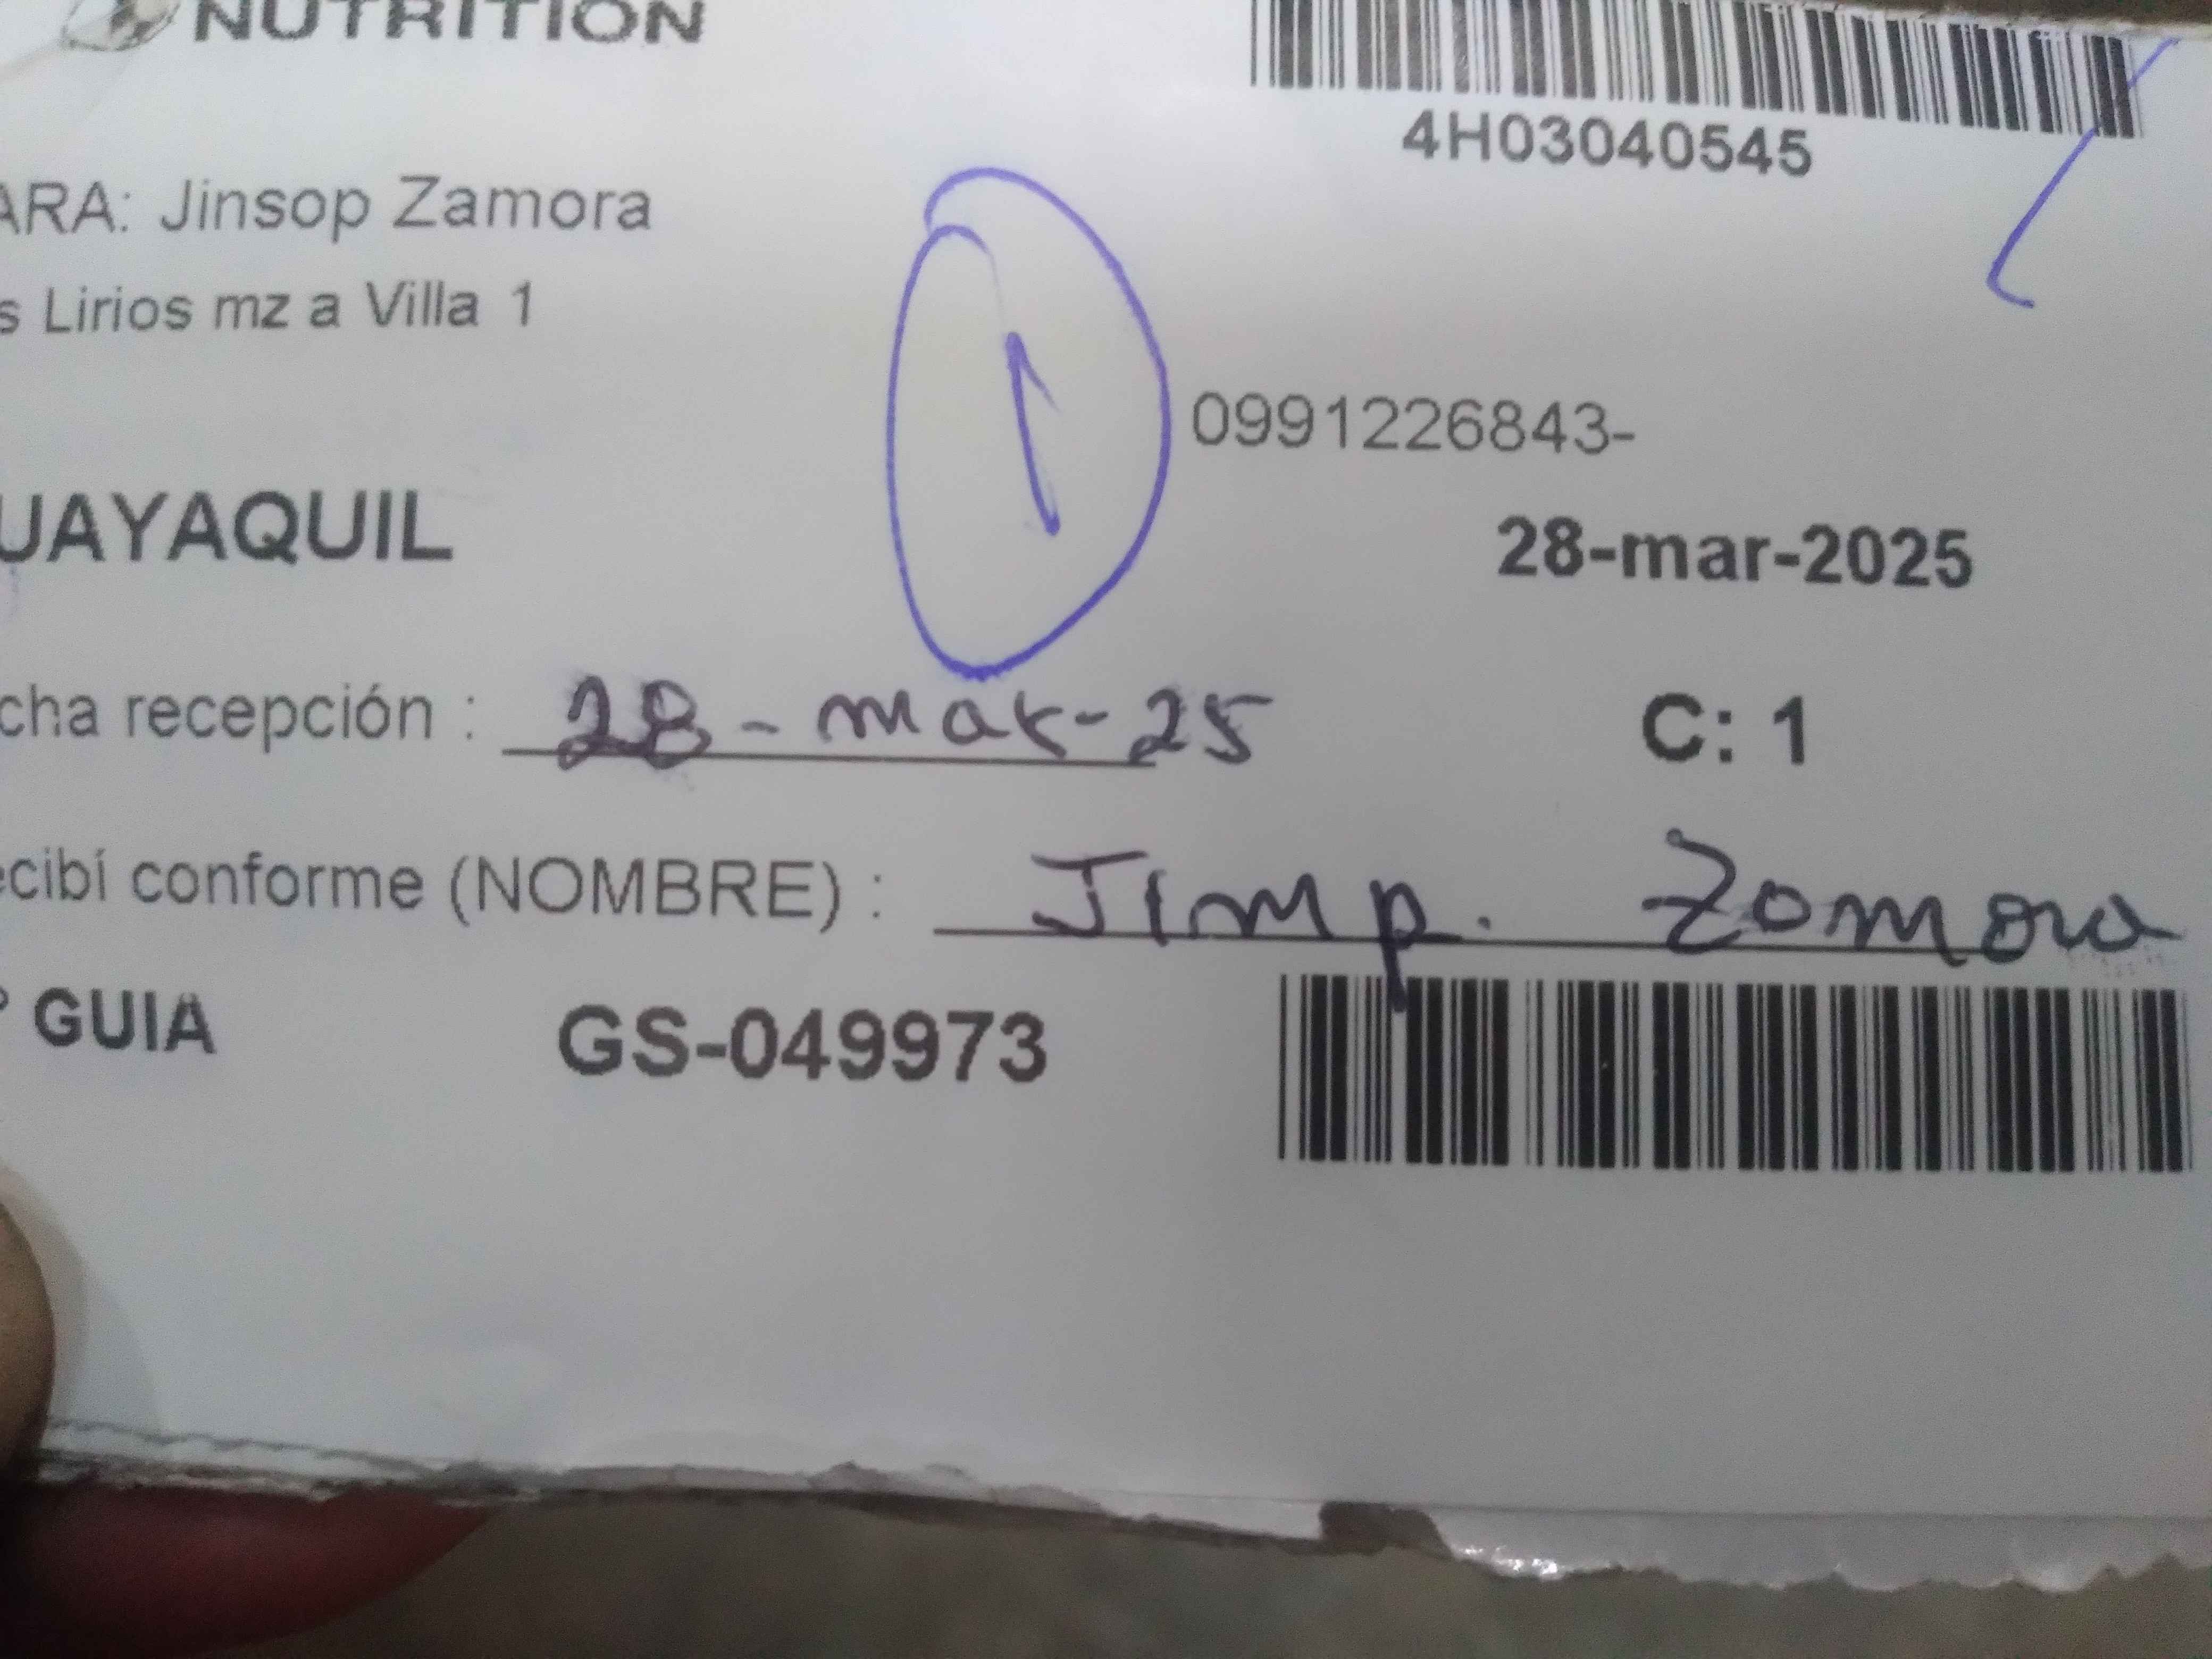 NUTRITION
4H03040545
ARA: Jinsop Zamora
s Lirios mz a Villa 1
1
0991226843-
UAYAQUIL
28-mar-2025
cha recepción : 28-mar-25
C: 1
ecibí conforme (NOMBRE) : Jimp. Zamora
° GUIA GS-049973